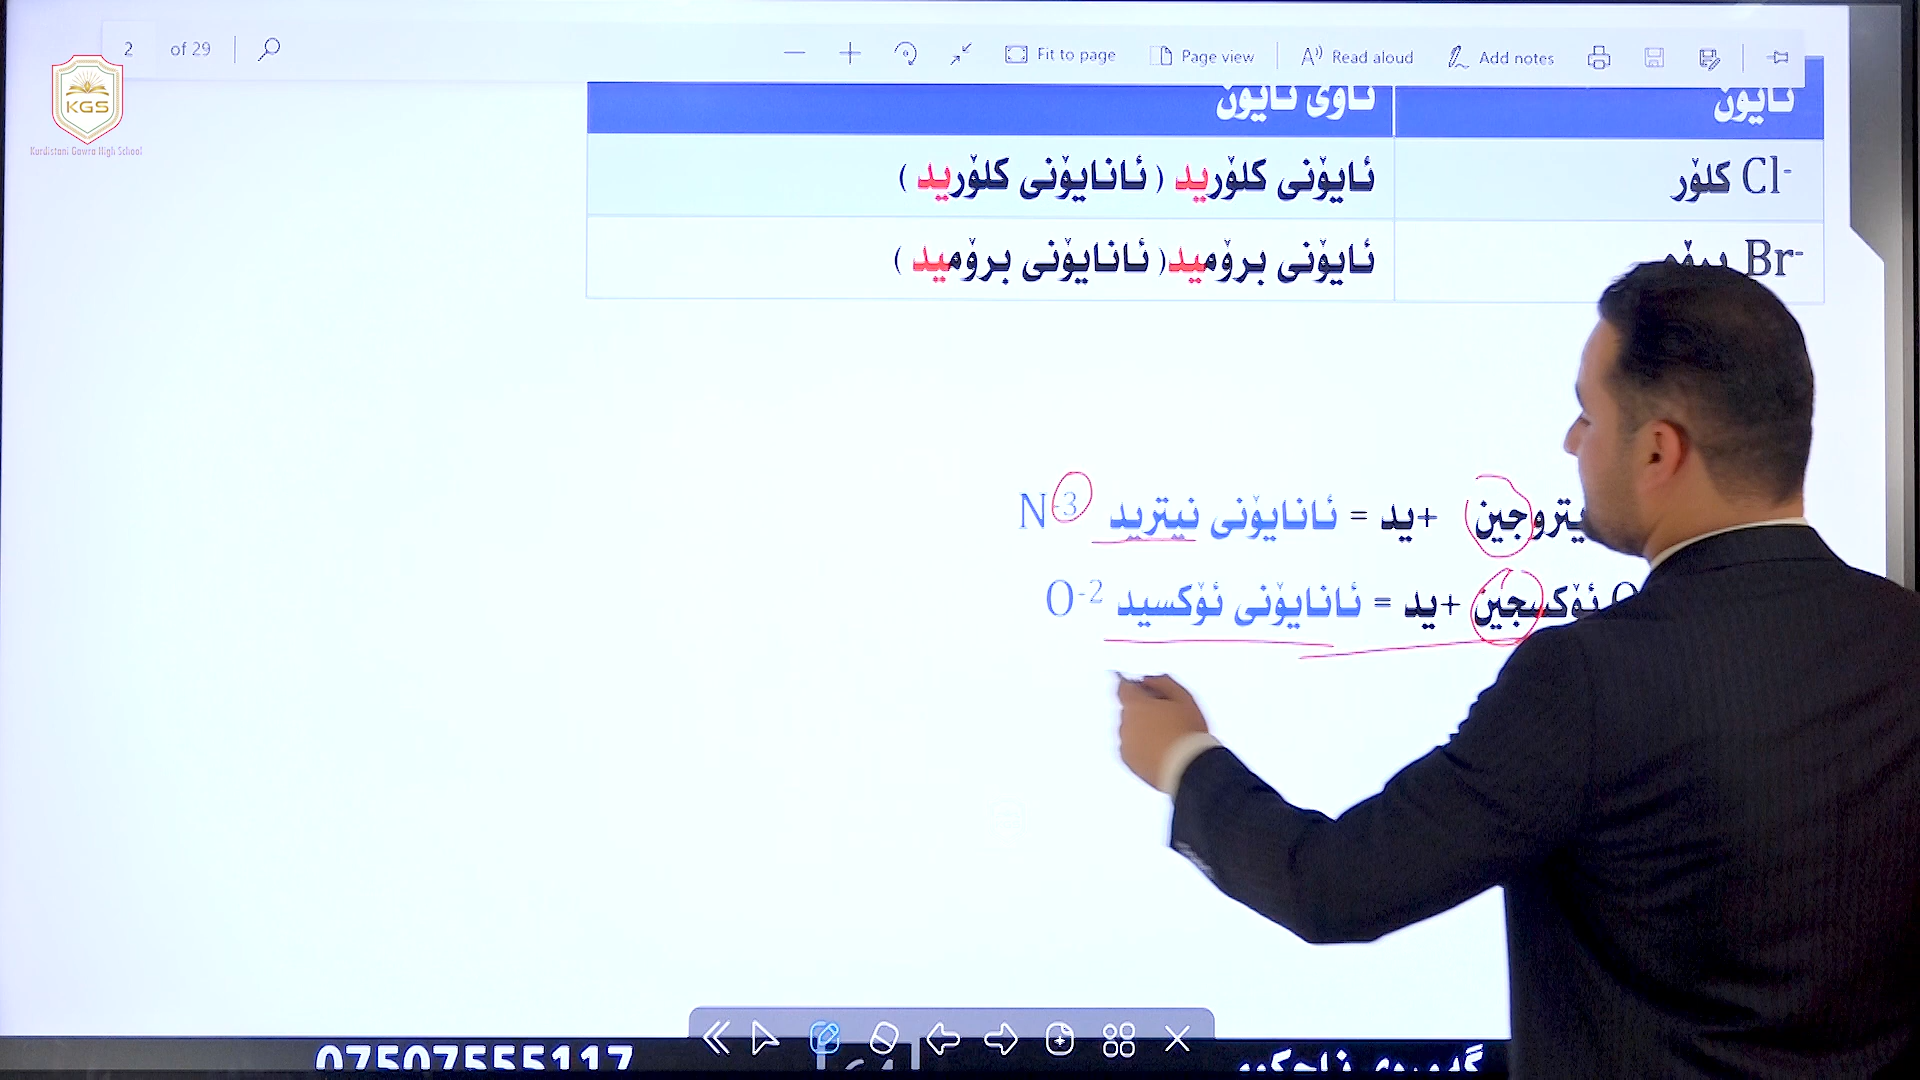 2 of 29 Fit to page Page view Read aloud Add notes
KGS
Kurdistani Gawra High School
ئایۆن ناوی ئایۆن
Cl- کلۆر ئایۆنی کلۆرید ( ئانایۆنی کلۆرید )
Br- ئایۆنی برۆمید( ئانایۆنی برۆمید )
+ید = ئانایۆنی نیترید N-3
ئۆکسجین +ید = ئانایۆنی ئۆکسید O-2
07507555117